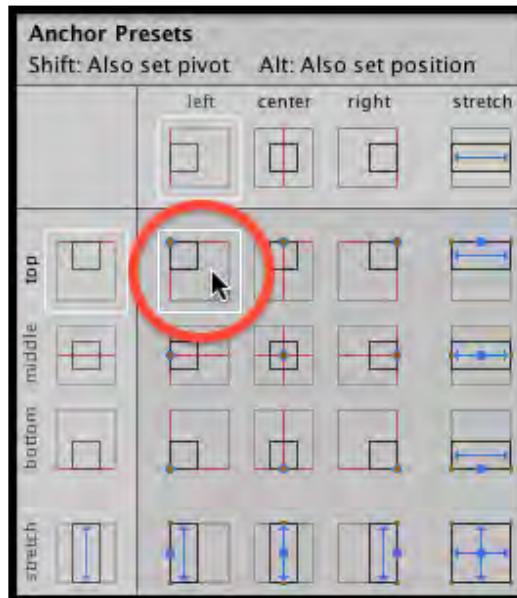 Anchor Presets
Shift: Also set pivot Alt: Also set position
left center right stretch
top
middle
bottom
stretch